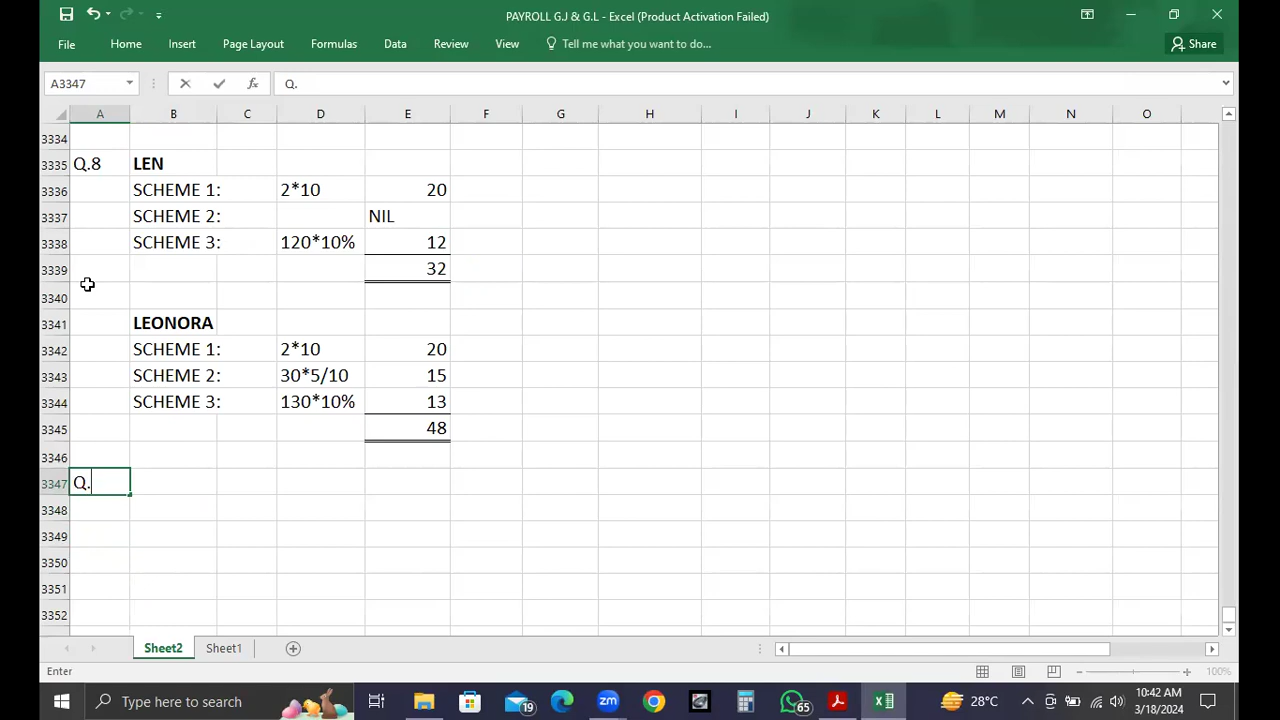 PAYROLL G.J & G.L - Excel (Product Activation Failed)
File Home Insert Page Layout Formulas Data Review View Tell me what you want to do... Share
A3347 fx Q.
A B C D E F G H I J K L M N O
3334
3335 Q.8 LEN
3336 SCHEME 1: 2*10 20
3337 SCHEME 2: NIL
3338 SCHEME 3: 120*10% 12
3339 32
3340
3341 LEONORA
3342 SCHEME 1: 2*10 20
3343 SCHEME 2: 30*5/10 15
3344 SCHEME 3: 130*10% 13
3345 48
3346
3347 Q.
3348
3349
3350
3351
3352
Sheet2 Sheet1
Enter 100%
Type here to search 19 zm 65 28°C 10:42 AM
3/18/2024